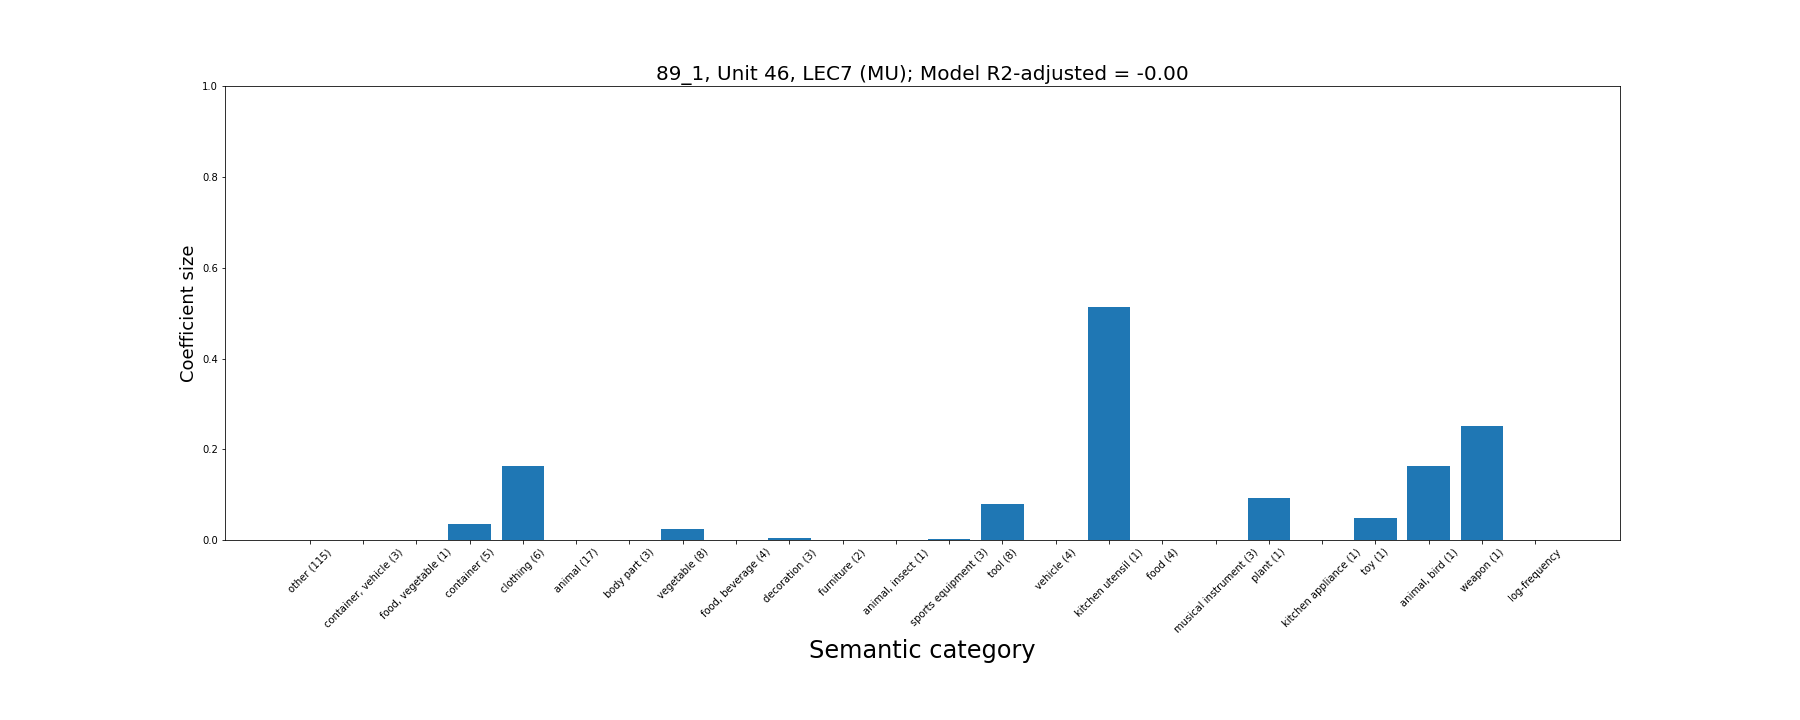 89_1, Unit 46, LEC7 (MU); Model R2-adjusted = -0.00
Coefficient size
1.0
0.8
0.6
0.4
0.2
0.0
other (115)
container, vehicle (3)
food, vegetable (1)
container (5)
clothing (6)
animal (17)
body part (3)
vegetable (8)
food, beverage (4)
decoration (3)
furniture (2)
animal, insect (1)
sports equipment (3)
tool (8)
vehicle (4)
kitchen utensil (1)
food (4)
musical instrument (3)
plant (1)
kitchen appliance (1)
toy (1)
animal, bird (1)
weapon (1)
log-frequency
Semantic category